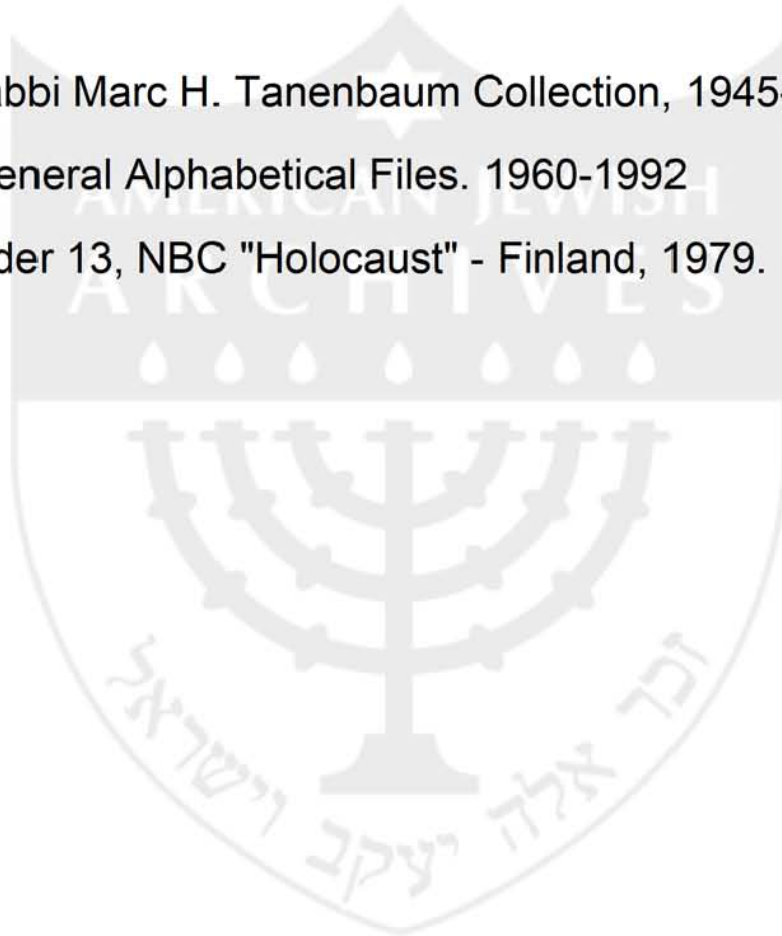 abbi Marc H. Tanenbaum Collection, 1945-
eneral Alphabetical Files. 1960-1992
AMERICAN JEWISH
der 13, NBC "Holocaust" - Finland, 1979.
ARCHIVES
זכר אלה יעקב וישראל